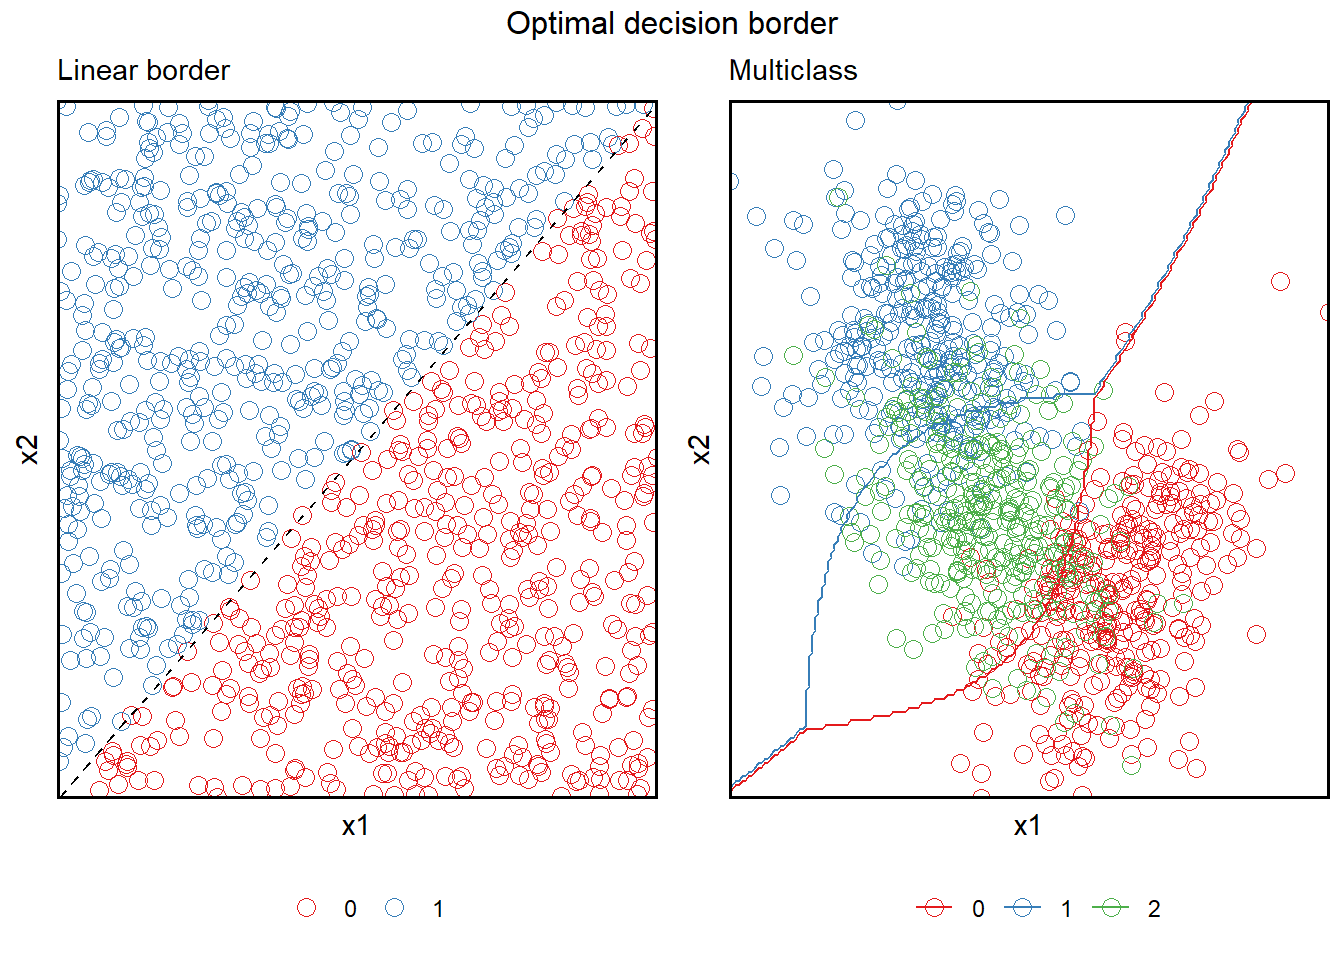 Optimal decision border
Linear border
Multiclass
x2
x1
x2
x1
0 1
0 1 2